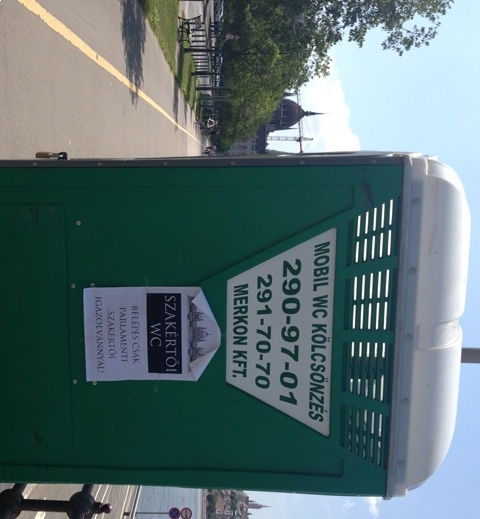 MOBIL WC KÖLCSÖNZÉS
290-97-01
291-70-70
MERKON KFT.
SZAKÉRTŐI
WC
BELÉPÉS CSAK
PARLAMENTI
SZAKÉRTŐI
IGAZOLVÁNNYAL!